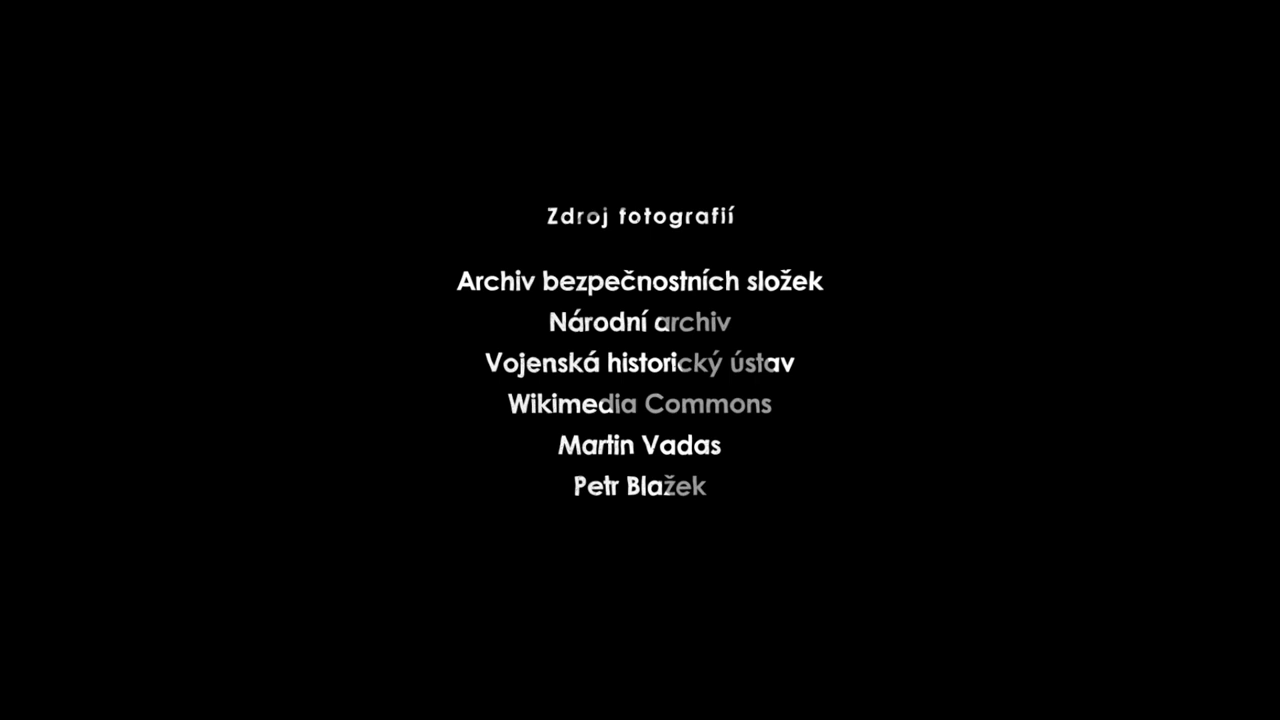 Zdroj fotografií
Archiv bezpečnostních složek
Národní archiv
Vojenská historický ústav
Wikimedia Commons
Martin Vadas
Petr Blažek